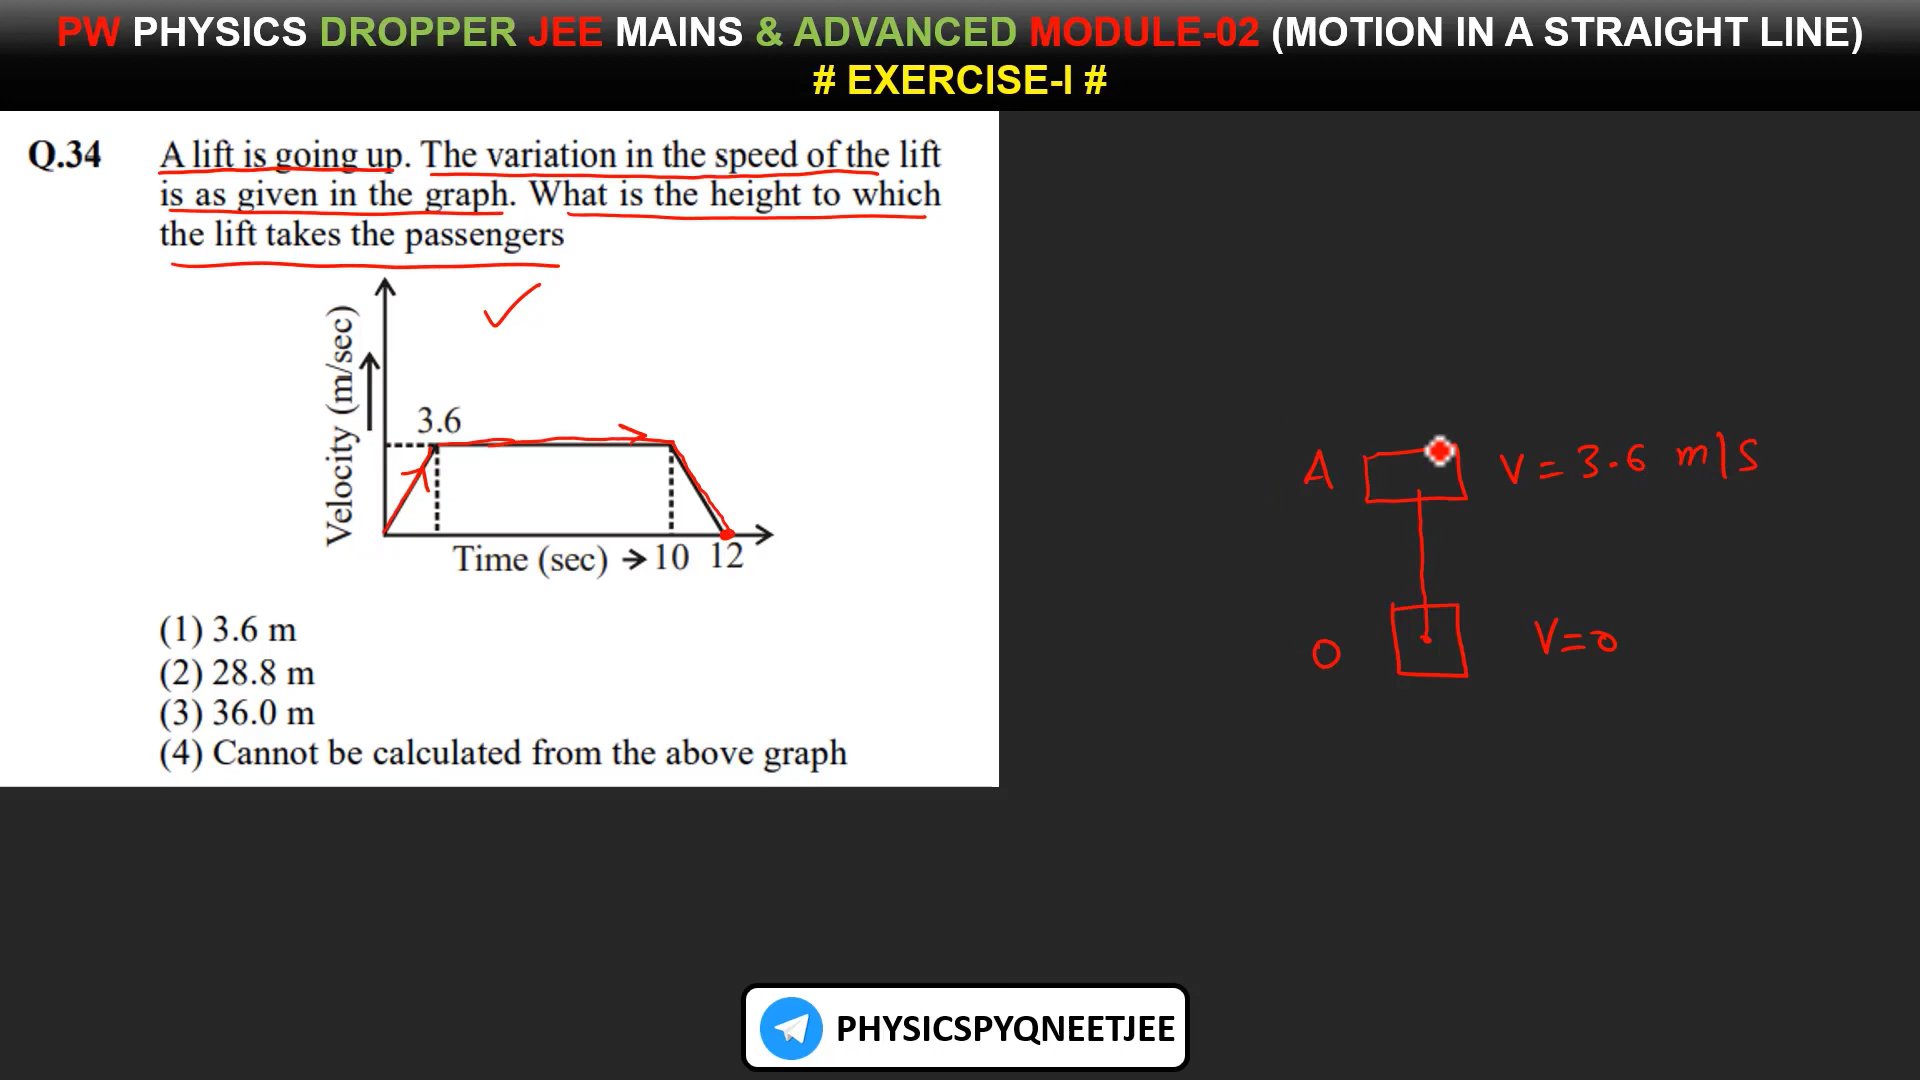 PW PHYSICS DROPPER JEE MAINS & ADVANCED MODULE-02 (MOTION IN A STRAIGHT LINE)
# EXERCISE-I #
Q.34 A lift is going up. The variation in the speed of the lift
is as given in the graph. What is the height to which
the lift takes the passengers
Velocity (m/sec)
3.6
Time (sec) → 10 12
(1) 3.6 m
(2) 28.8 m
(3) 36.0 m
(4) Cannot be calculated from the above graph
A V = 3.6 m/s
O V=0
PHYSICSPYQNEETJEE